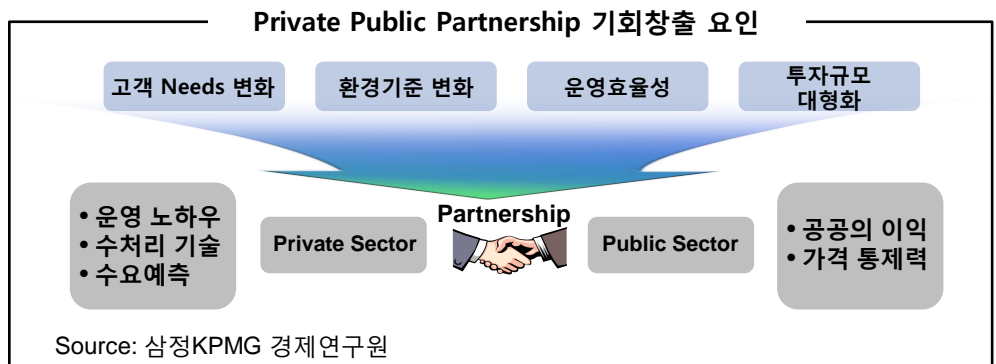 Private Public Partnership 기회창출 요인
고객 Needs 변화
환경기준 변화
운영효율성
투자규모
대형화
• 운영 노하우
• 수처리 기술
• 수요예측
Private Sector
Partnership
Public Sector
• 공공의 이익
• 가격 통제력
Source: 삼정KPMG 경제연구원